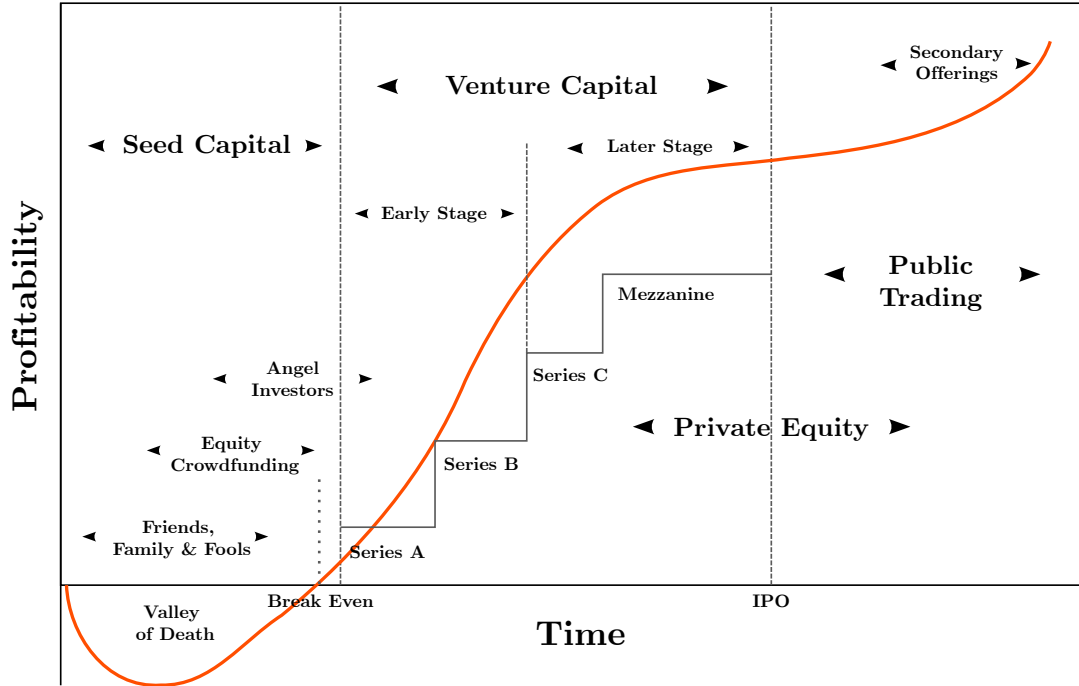 Secondary
Offerings
Venture Capital
Seed Capital
Later Stage
Early Stage
Profitability
Public
Trading
Mezzanine
Angel
Investors
Series C
Private Equity
Equity
Crowdfunding
Series B
Friends,
Family & Fools
Series A
Break Even
IPO
Valley
of Death
Time